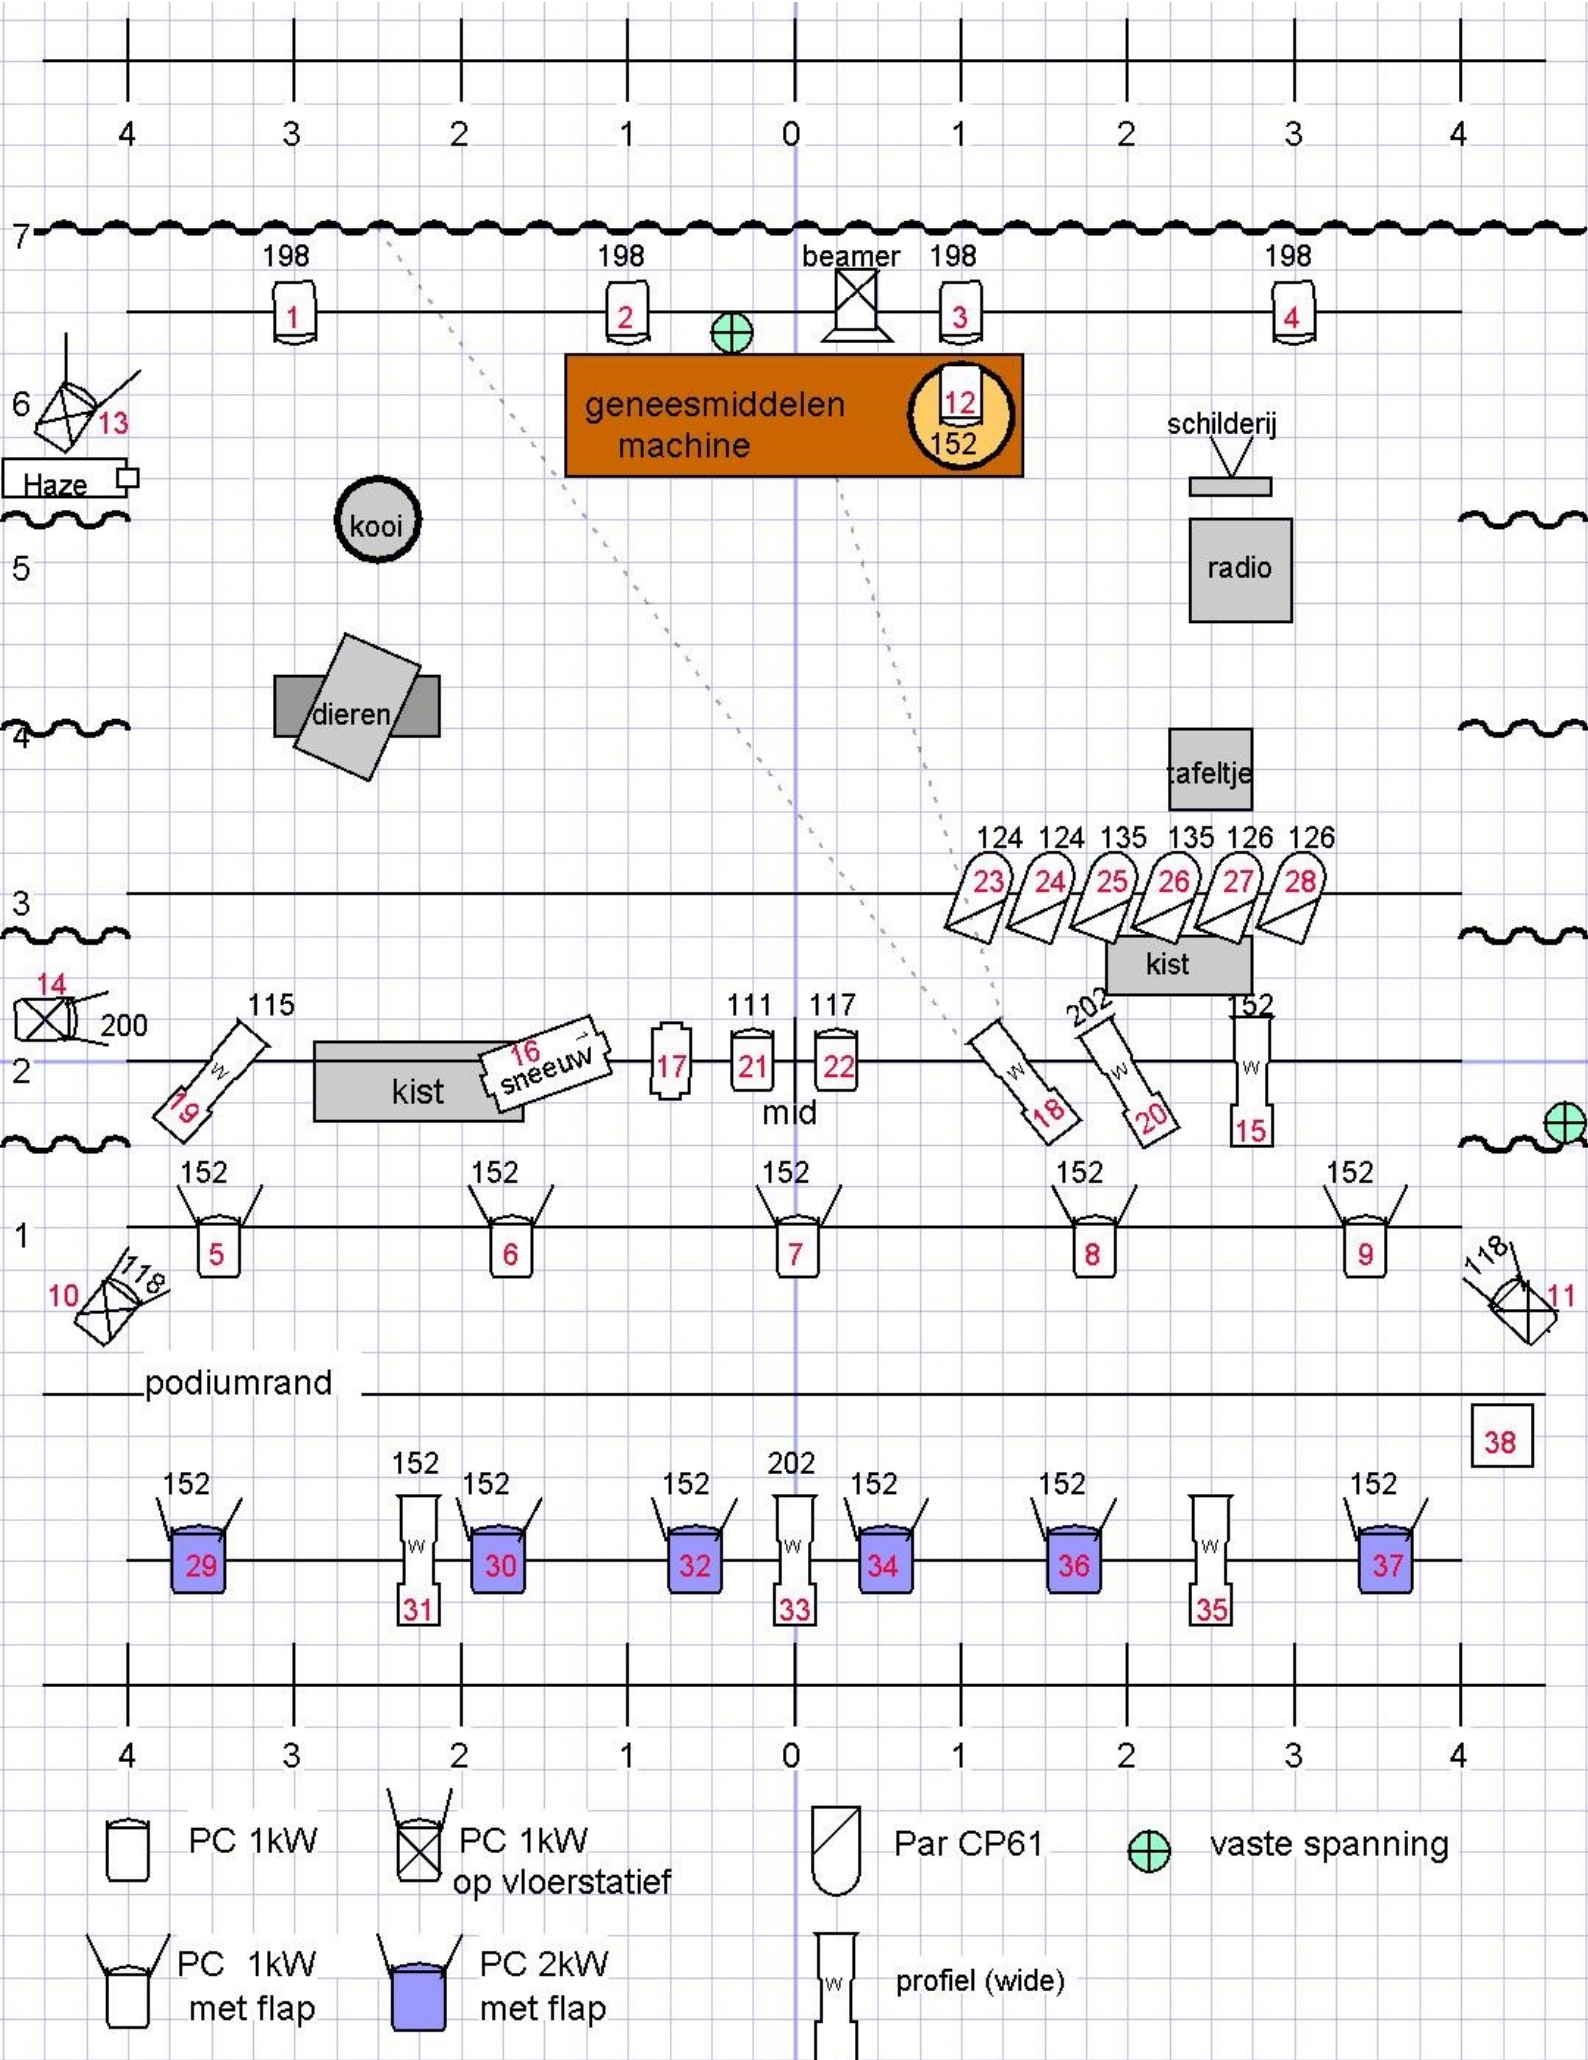 4 3 2 1 0 1 2 3 4
7
198 198 beamer 198 198
1 2 3 4
6
13
geneesmiddelen
machine
12
152
schilderij
Haze
kooi
5
radio
dieren
4
tafeltje
124 124 135 135 126 126
23 24 25 26 27 28
3
kist
14
200
115
111 117
202
152
2
W
19
kist
16
sneeuw
17
21 22
mid
W
18
W
20
W
15
152 152 152 152 152
1
5 6 7 8 9
10
118
118
11
podiumrand
38
152 152 152 152 202 152 152 152
W W W
29 30 32 34 36 37
31 33 35
4 3 2 1 0 1 2 3 4
PC 1kW
PC 1kW
op vloerstatief
Par CP61
vaste spanning
PC 1kW
met flap
PC 2kW
met flap
W
profiel (wide)